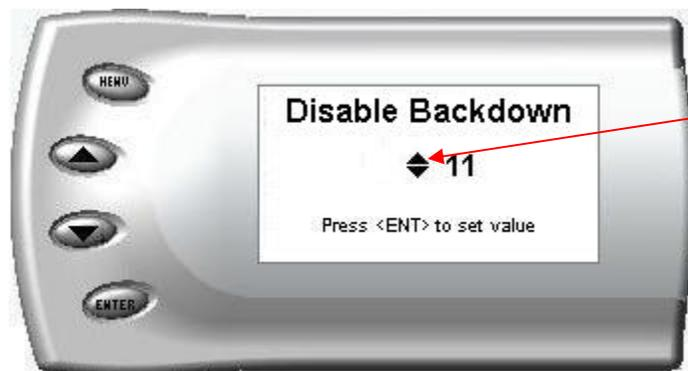 MENU
Disable Backdown
11
Press <ENT> to set value
ENTER